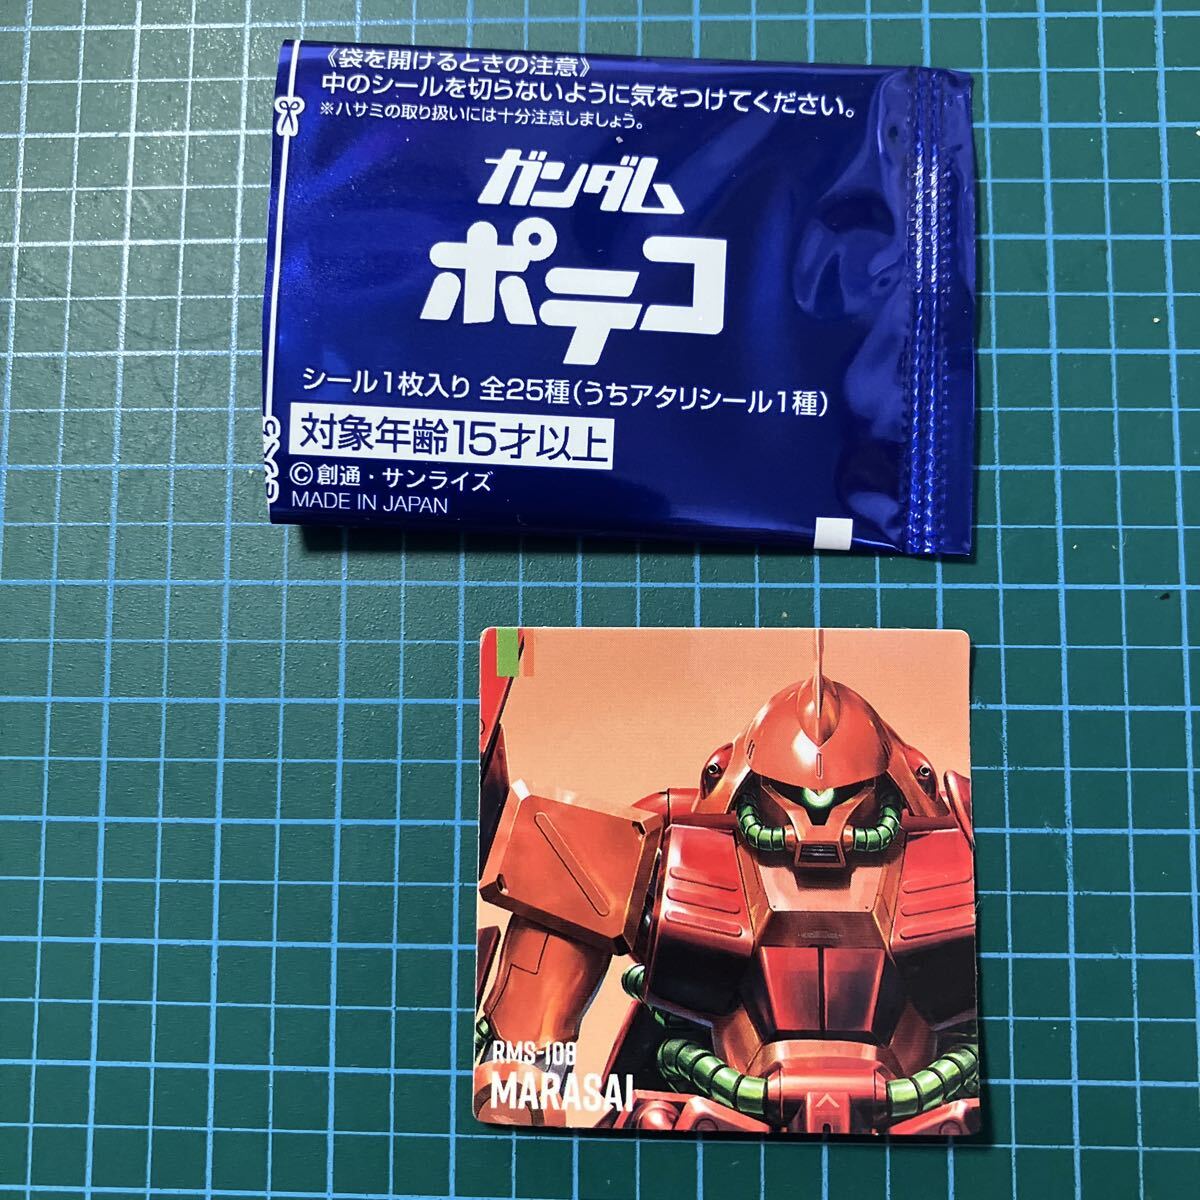 《袋を開けるときの注意》
中のシールを切らないように気をつけてください。
※ハサミの取り扱いには十分注意しましょう。
ガンダム
ポテコ
シール1枚入り 全25種(うちアタリシール1種)
対象年齢15才以上
©創通・サンライズ
MADE IN JAPAN
RMS-108
MARASAI